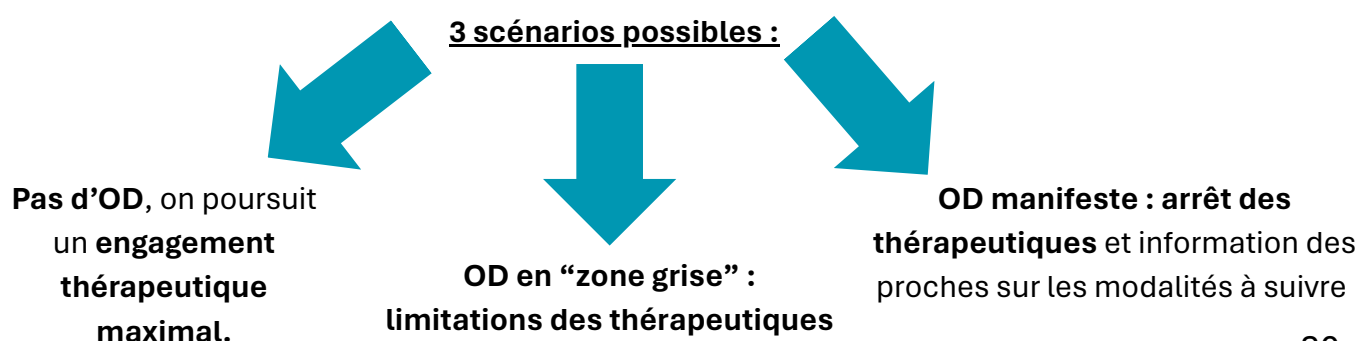 3 scénarios possibles :
Pas d’OD, on poursuit
un engagement
thérapeutique
maximal.
OD en “zone grise” :
limitations des thérapeutiques
OD manifeste : arrêt des
thérapeutiques et information des
proches sur les modalités à suivre